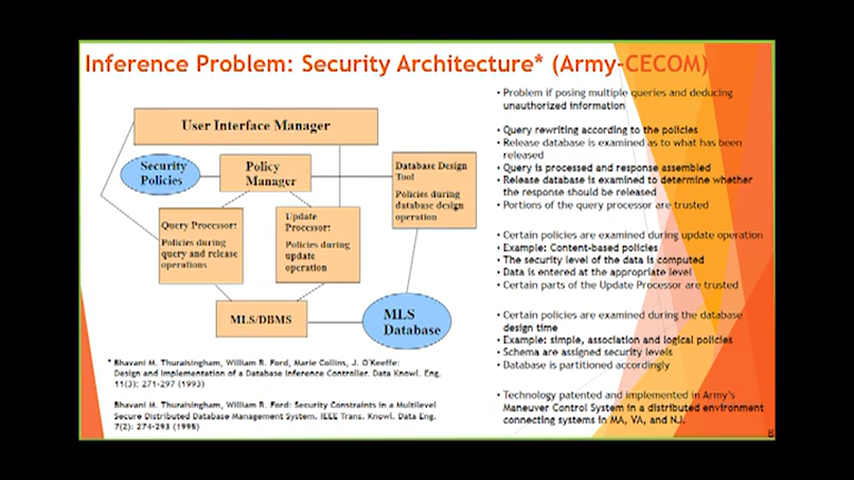 Inference Problem: Security Architecture* (Army-CECOM)
User Interface Manager
Security
Policies
Policy
Manager
Database Design
Tool
Policies during
database design
operation
Query Processor:
Policies during
query and release
operations
Update
Processor:
Policies during
update
operation
MLS/DBMS
MLS
Database
* Bhavani M. Thuraisingham, William R. Ford, Marie Collins, J. O'Keeffe:
Design and Implementation of a Database Inference Controller. Data Knowl. Eng.
11(3): 271-297 (1993)
Bhavani M. Thuraisingham, William R. Ford: Security Constraints in a Multilevel
Secure Distributed Database Management System. IEEE Trans. Knowl. Data Eng.
7(2): 274-293 (1995)
• Problem if posing multiple queries and deducing
unauthorized information
• Query rewriting according to the policies
• Release database is examined as to what has been
released
• Query is processed and response assembled
• Release database is examined to determine whether
the response should be released
• Portions of the query processor are trusted
• Certain policies are examined during update operation
• Example: Content-based policies
• The security level of the data is computed
• Data is entered at the appropriate level
• Certain parts of the Update Processor are trusted
• Certain policies are examined during the database
design time
• Example: simple, association and logical policies
• Schema are assigned security levels
• Database is partitioned accordingly
• Technology patented and implemented in Army's
Maneuver Control System in a distributed environment
connecting systems in MA, VA, and NJ.